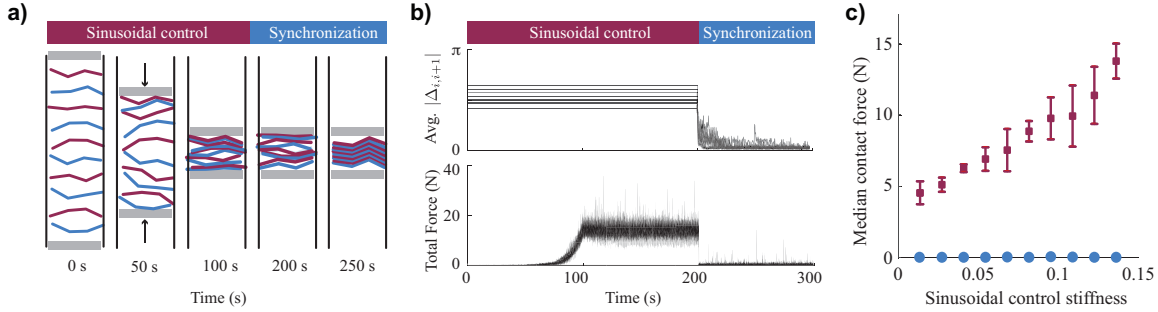 a)
Sinusoidal control
Synchronization
0 s
50 s
100 s
200 s
250 s
Time (s)
b)
Sinusoidal control
Synchronization
π
Avg. |Δi,i+1|
0
40
Total Force (N)
20
0
0
100
200
300
Time (s)
c)
15
Median contact force (N)
10
5
0
0
0.05
0.1
0.15
Sinusoidal control stiffness